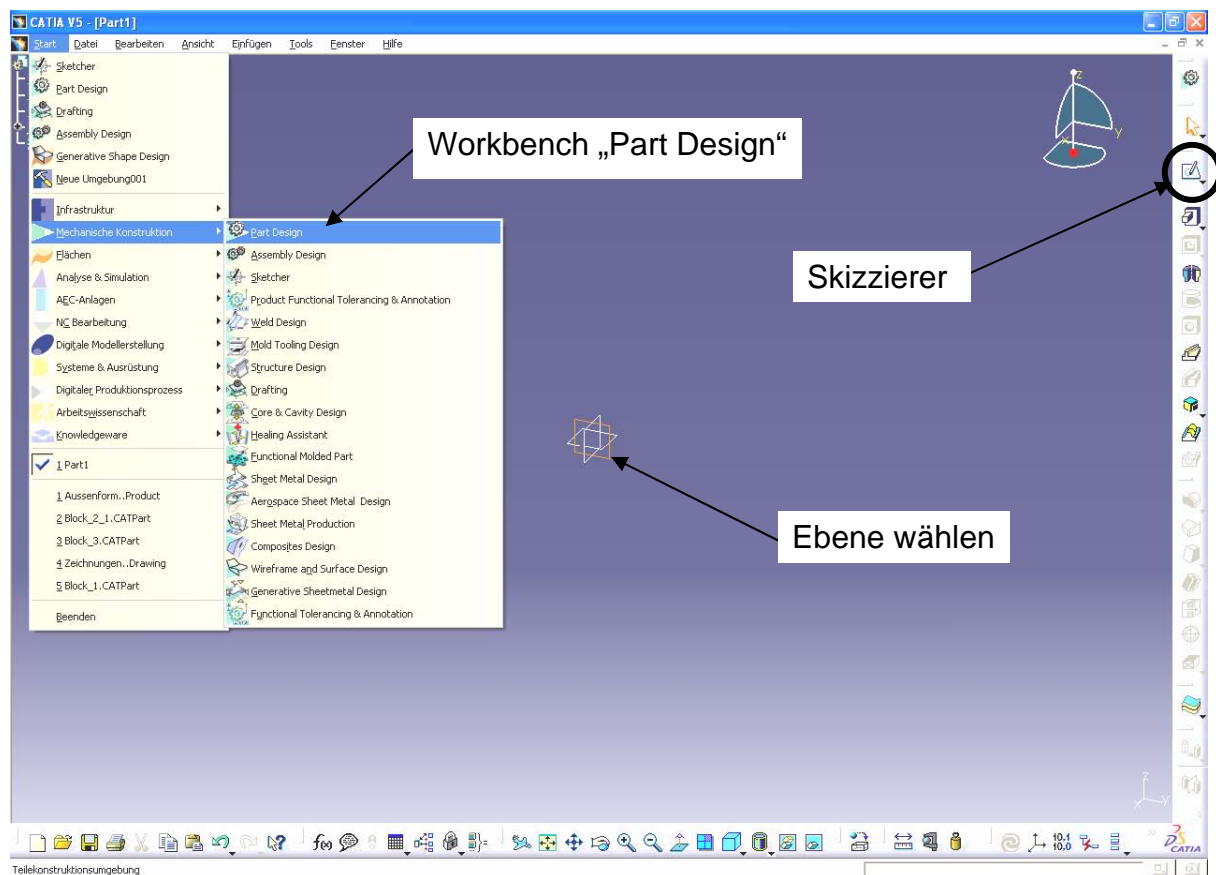 CATIA V5 - [Part1]
Start Datei Bearbeiten Ansicht Einfügen Tools Fenster Hilfe
Sketcher
Part Design
Drafting
Assembly Design
Generative Shape Design
Neue Umgebung001
Infrastruktur
Mechanische Konstruktion
Flächen
Analyse & Simulation
AEC-Anlagen
NC Bearbeitung
Digitale Modellerstellung
Systeme & Ausrüstung
Digitaler Produktionsprozess
Arbeitswissenschaft
Knowledgeware
1 Part1
1 Aussenform..Product
2 Block_2_1.CATPart
3 Block_3.CATPart
4 Zeichnungen..Drawing
5 Block_1.CATPart
Beenden
Part Design
Assembly Design
Sketcher
Product Functional Tolerancing & Annotation
Weld Design
Mold Tooling Design
Structure Design
Drafting
Core & Cavity Design
Healing Assistant
Functional Molded Part
Sheet Metal Design
Aerospace Sheet Metal Design
Sheet Metal Production
Composites Design
Wireframe and Surface Design
Generative Sheetmetal Design
Functional Tolerancing & Annotation
Workbench „Part Design“
Skizzierer
Ebene wählen
z
y
x
z
x y
f(x)
10.1
10.0
CATIA
Teilekonstruktionsumgebung